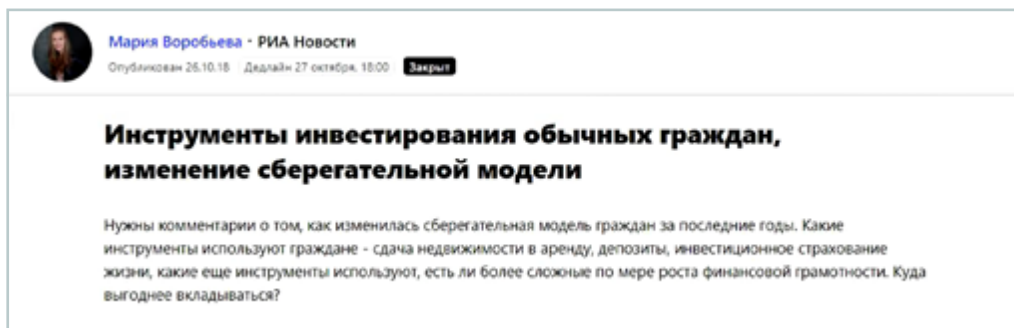 Мария Воробьева · РИА Новости
Опубликован 26.10.18 Дедлайн 27 октября, 18:00 Закрыт
Инструменты инвестирования обычных граждан,
изменение сберегательной модели
Нужны комментарии о том, как изменилась сберегательная модель граждан за последние годы. Какие
инструменты используют граждане - сдача недвижимости в аренду, депозиты, инвестиционное страхование
жизни, какие еще инструменты используют, есть ли более сложные по мере роста финансовой грамотности. Куда
выгоднее вкладываться?